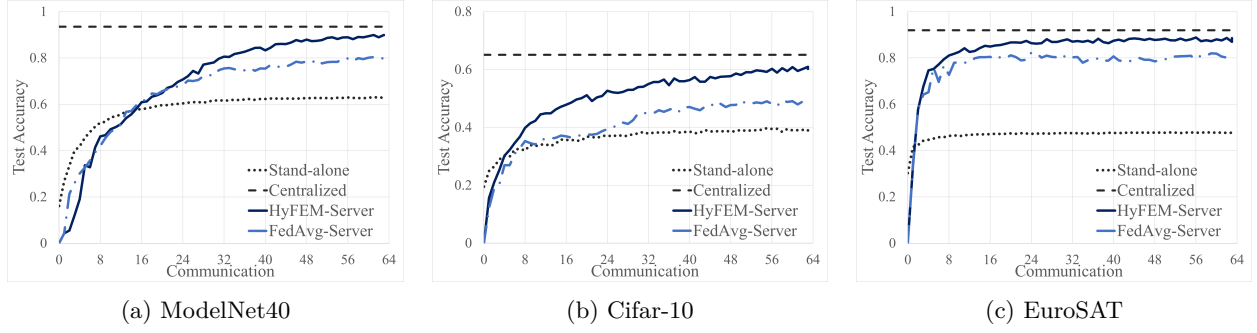 1
0.8
0.6
0.4
0.2
0
Test Accuracy
0 8 16 24 32 40 48 56 64
Communication
Stand-alone
Centralized
HyFEM-Server
FedAvg-Server
(a) ModelNet40
0.8
0.6
0.4
0.2
0
Test Accuracy
0 8 16 24 32 40 48 56 64
Communication
Stand-alone
Centralized
HyFEM-Server
FedAvg-Server
(b) Cifar-10
1
0.8
0.6
0.4
0.2
0
Test Accuracy
0 8 16 24 32 40 48 56 64
Communication
Stand-alone
Centralized
HyFEM-Server
FedAvg-Server
(c) EuroSAT